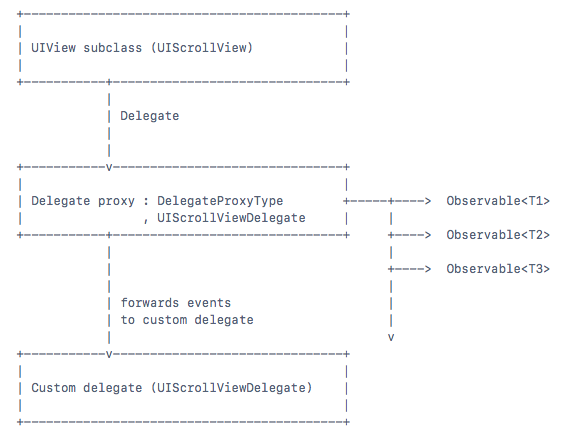 UIView subclass (UIScrollView)
Delegate
Delegate proxy : DelegateProxyType
, UIScrollViewDelegate
Observable<T1>
Observable<T2>
Observable<T3>
forwards events
to custom delegate
Custom delegate (UIScrollViewDelegate)